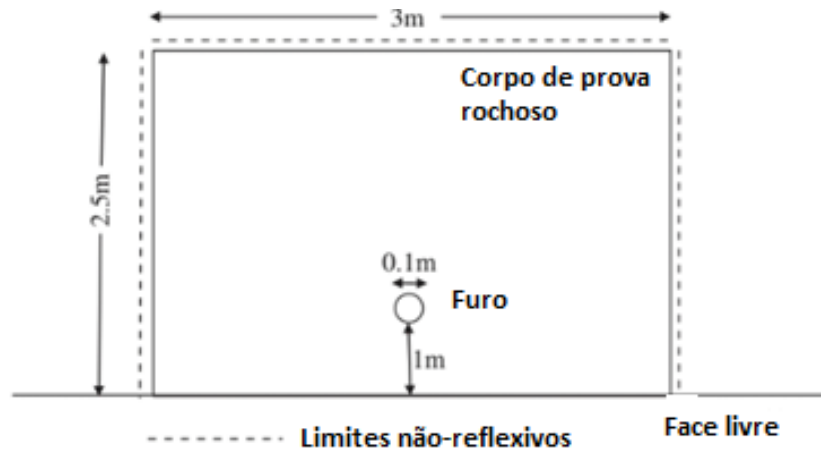 3m
Corpo de prova
rochoso
2.5m
0.1m
Furo
1m
Limites não-reflexivos
Face livre